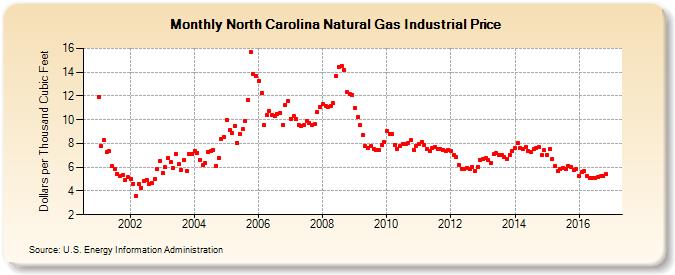 Monthly North Carolina Natural Gas Industrial Price
Dollars per Thousand Cubic Feet
16
14
12
10
8
6
4
2
2002 2004 2006 2008 2010 2012 2014 2016
Source: U.S. Energy Information Administration